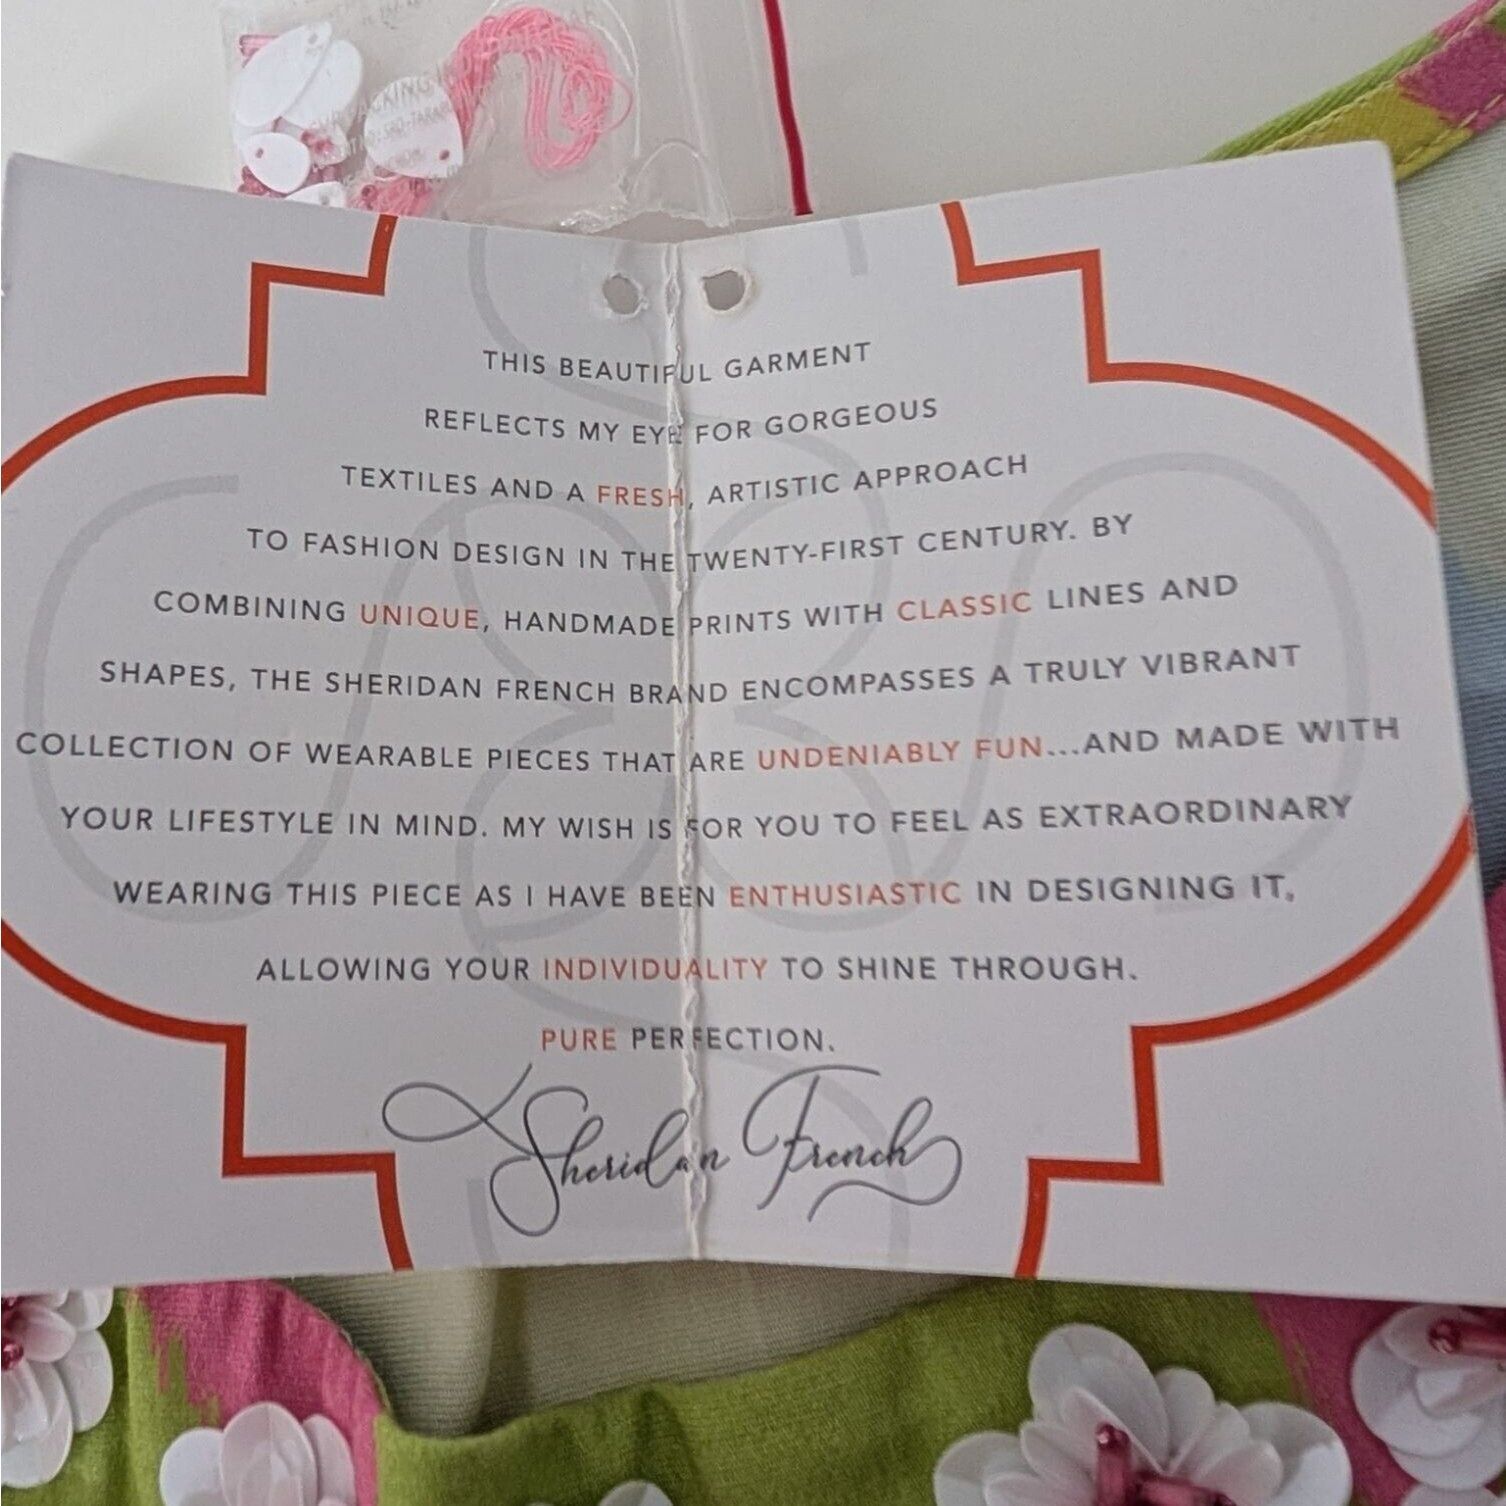 THIS BEAUTIFUL GARMENT
REFLECTS MY EYE FOR GORGEOUS
TEXTILES AND A FRESH, ARTISTIC APPROACH
TO FASHION DESIGN IN THE TWENTY-FIRST CENTURY. BY
COMBINING UNIQUE, HANDMADE PRINTS WITH CLASSIC LINES AND
SHAPES, THE SHERIDAN FRENCH BRAND ENCOMPASSES A TRULY VIBRANT
COLLECTION OF WEARABLE PIECES THAT ARE UNDENIABLY FUN...AND MADE WITH
YOUR LIFESTYLE IN MIND. MY WISH IS FOR YOU TO FEEL AS EXTRAORDINARY
WEARING THIS PIECE AS I HAVE BEEN ENTHUSIASTIC IN DESIGNING IT,
ALLOWING YOUR INDIVIDUALITY TO SHINE THROUGH.
PURE PERFECTION.
Sheridan French